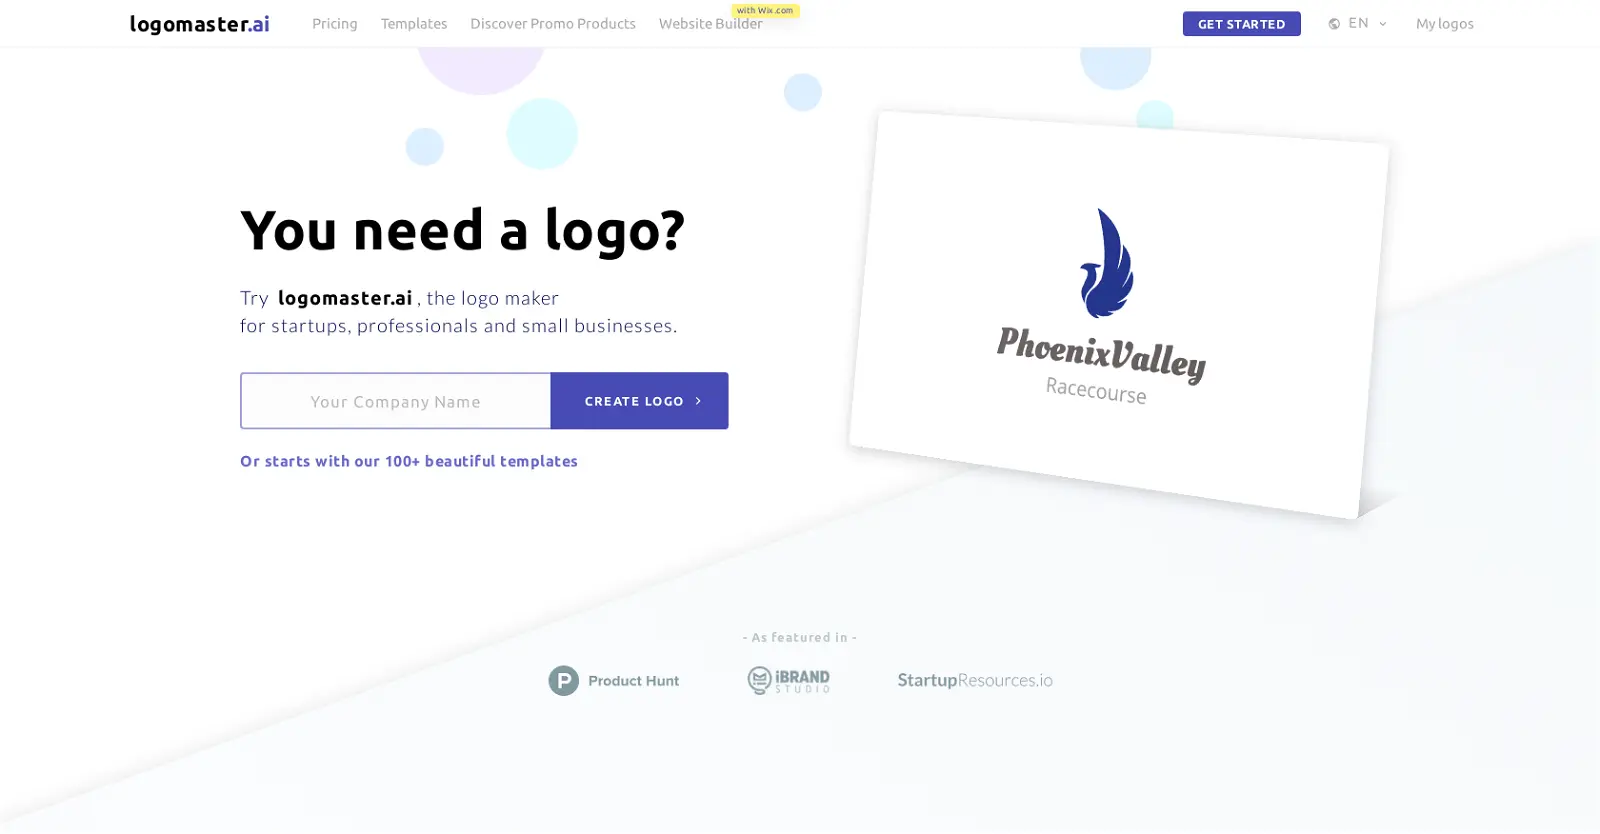 with Wix.com
logomaster.ai Pricing Templates Discover Promo Products Website Builder GET STARTED EN My logos
You need a logo?
Try logomaster.ai , the logo maker
for startups, professionals and small businesses.
Your Company Name CREATE LOGO >
Or starts with our 100+ beautiful templates
PhoenixValley
Racecourse
- As featured in -
P Product Hunt
iBRAND
STUDIO
StartupResources.io